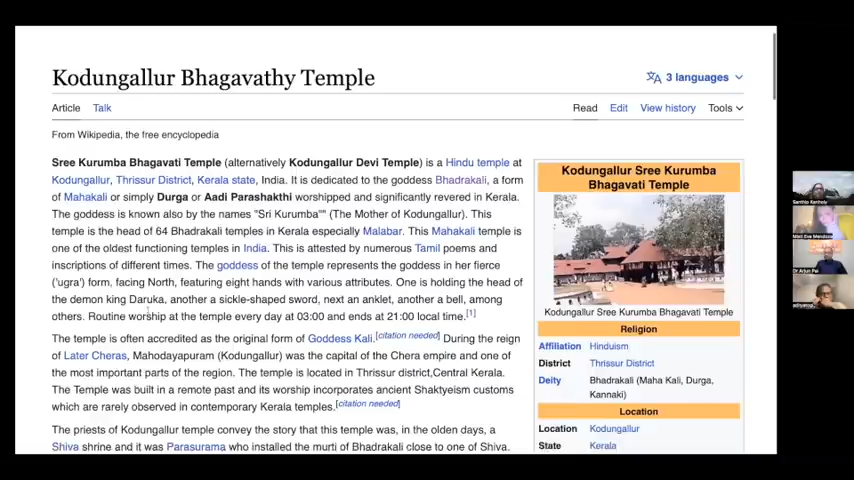 Kodungallur Bhagavathy Temple
3 languages
Article Talk
Read Edit View history Tools
From Wikipedia, the free encyclopedia
Sree Kurumba Bhagavati Temple (alternatively Kodungallur Devi Temple) is a Hindu temple at
Kodungallur, Thrissur District, Kerala state, India. It is dedicated to the goddess Bhadrakali, a form
of Mahakali or simply Durga or Aadi Parashakthi worshipped and significantly revered in Kerala.
The goddess is known also by the names "Sri Kurumba"" (The Mother of Kodungallur). This
temple is the head of 64 Bhadrakali temples in Kerala especially Malabar. This Mahakali temple is
one of the oldest functioning temples in India. This is attested by numerous Tamil poems and
inscriptions of different times. The goddess of the temple represents the goddess in her fierce
('ugra') form, facing North, featuring eight hands with various attributes. One is holding the head of
the demon king Daruka, another a sickle-shaped sword, next an anklet, another a bell, among
others. Routine worship at the temple every day at 03:00 and ends at 21:00 local time.[1]
The temple is often accredited as the original form of Goddess Kali.[citation needed] During the reign
of Later Cheras, Mahodayapuram (Kodungallur) was the capital of the Chera empire and one of
the most important parts of the region. The temple is located in Thrissur district,Central Kerala.
The Temple was built in a remote past and its worship incorporates ancient Shaktyeism customs
which are rarely observed in contemporary Kerala temples.[citation needed]
The priests of Kodungallur temple convey the story that this temple was, in the olden days, a
Shiva shrine and it was Parasurama who installed the murti of Bhadrakali close to one of Shiva.
Kodungallur Sree Kurumba
Bhagavati Temple
Kodungallur Sree Kurumba Bhagavati Temple
Religion
Affiliation Hinduism
District Thrissur District
Deity Bhadrakali (Maha Kali, Durga,
Kannaki)
Location
Location Kodungallur
State Kerala
Dr Arjun Pai